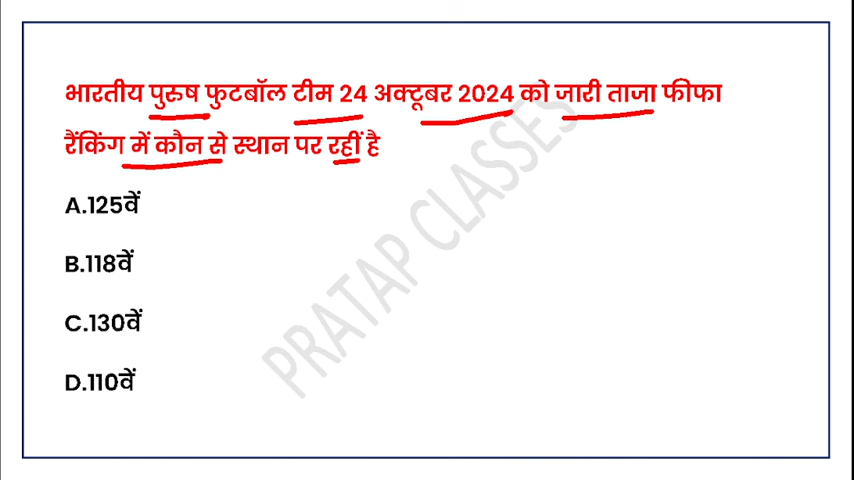 भारतीय पुरुष फुटबॉल टीम 24 अक्टूबर 2024 को जारी ताजा फीफा
रैंकिंग में कौन से स्थान पर रहीं है
A.125वें
B.118वें
C.130वें
D.110वें
PRATAP CLASSES